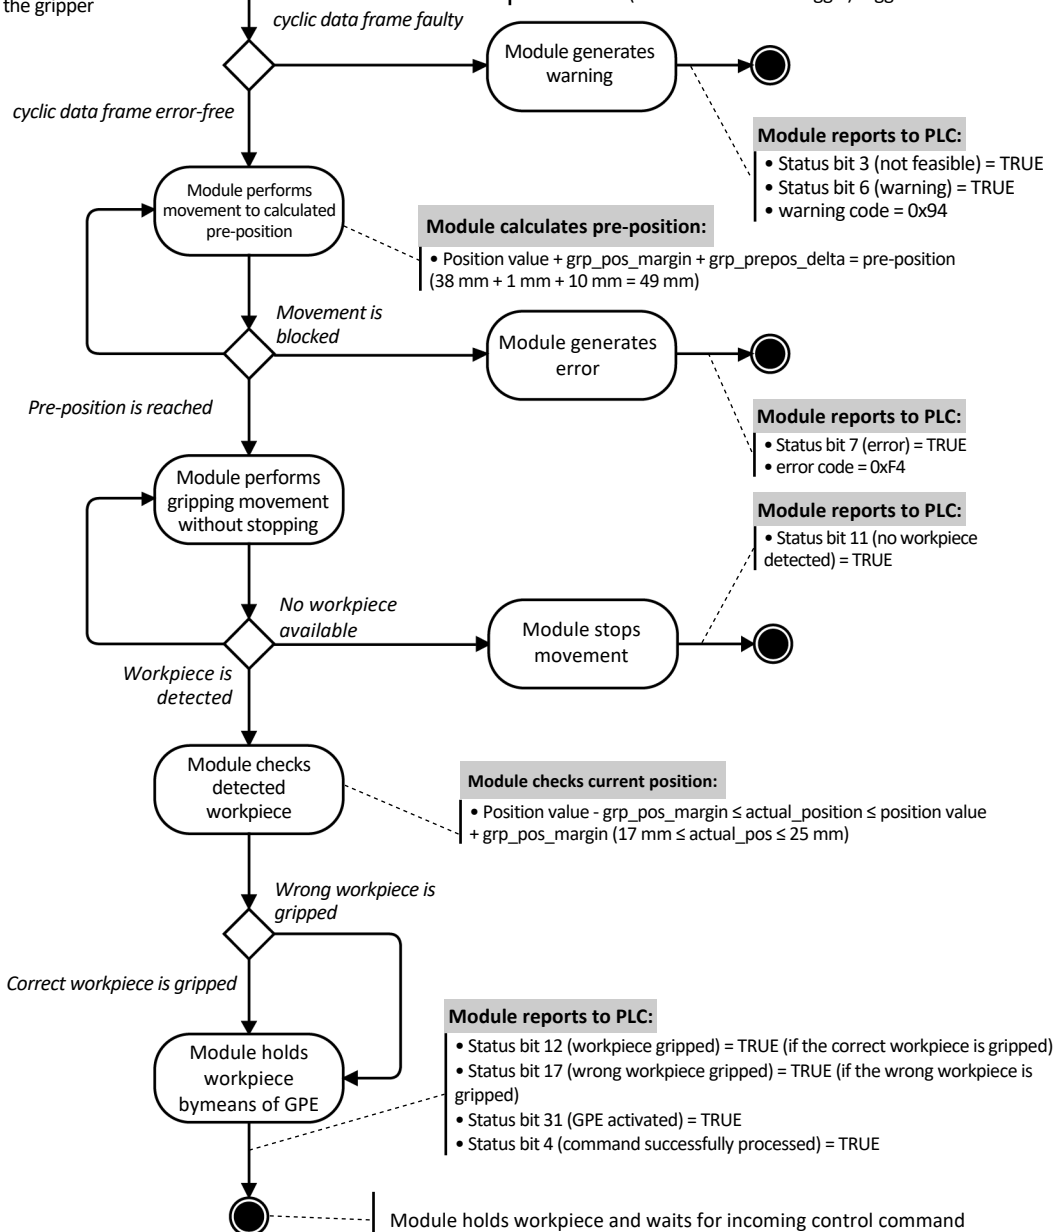 the gripper
cyclic data frame faulty
Module generates
warning
cyclic data frame error-free
Module reports to PLC:
• Status bit 3 (not feasible) = TRUE
• Status bit 6 (warning) = TRUE
• warning code = 0x94
Module performs
movement to calculated
pre-position
Module calculates pre-position:
• Position value + grp_pos_margin + grp_prepos_delta = pre-position
(38 mm + 1 mm + 10 mm = 49 mm)
Movement is
blocked
Module generates
error
Pre-position is reached
Module reports to PLC:
• Status bit 7 (error) = TRUE
• error code = 0xF4
Module performs
gripping movement
without stopping
Module reports to PLC:
• Status bit 11 (no workpiece
detected) = TRUE
No workpiece
available
Module stops
movement
Workpiece is
detected
Module checks
detected
workpiece
Module checks current position:
• Position value - grp_pos_margin ≤ actual_position ≤ position value
+ grp_pos_margin (17 mm ≤ actual_pos ≤ 25 mm)
Wrong workpiece is
gripped
Correct workpiece is gripped
Module holds
workpiece
bymeans of GPE
Module reports to PLC:
• Status bit 12 (workpiece gripped) = TRUE (if the correct workpiece is gripped)
• Status bit 17 (wrong workpiece gripped) = TRUE (if the wrong workpiece is
gripped)
• Status bit 31 (GPE activated) = TRUE
• Status bit 4 (command successfully processed) = TRUE
Module holds workpiece and waits for incoming control command